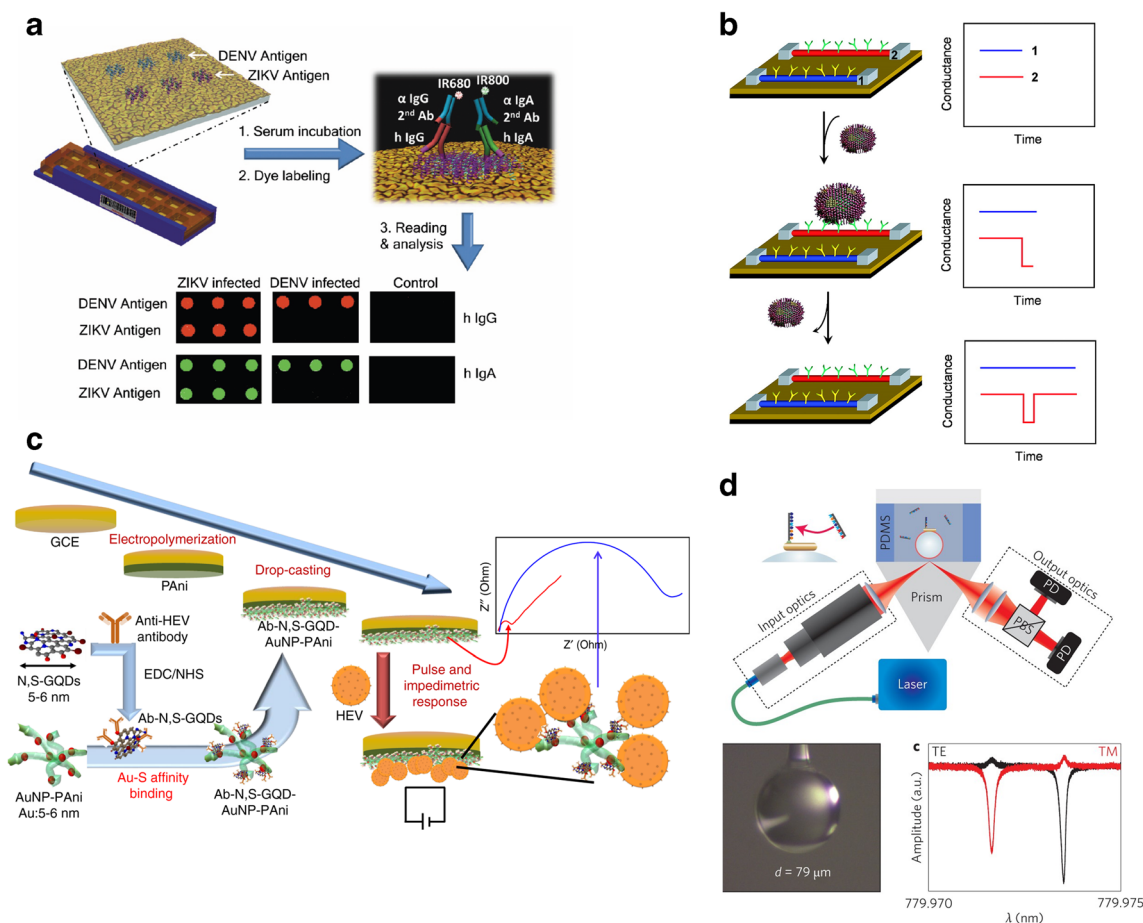 a
DENV Antigen
ZIKV Antigen
1. Serum incubation
2. Dye labeling
IR680 IR800
α IgG
2nd Ab
h IgG
α IgA
2nd Ab
h IgA
3. Reading
& analysis
ZIKV infected DENV infected Control
DENV Antigen
ZIKV Antigen
h IgG
DENV Antigen
ZIKV Antigen
h IgA
b
2
1
Conductance
1
2
Time
Conductance
Time
Conductance
Time
c
GCE
Electropolymerization
PAni
Drop-casting
Ab-N,S-GQD-
AuNP-PAni
Anti-HEV
antibody
N,S-GQDs
5-6 nm
EDC/NHS
Ab-N,S-GQDs
AuNP-PAni
Au:5-6 nm
Au-S affinity
binding
Ab-N,S-GQD-
AuNP-PAni
HEV
Pulse and
impedimetric
response
Z″ (Ohm)
Z′ (Ohm)
d
PDMS
Input optics
Prism
Output optics
PD
PBS
PD
Laser
d = 79 μm
c
TE TM
Amplitude (a.u.)
779.970 779.975
λ (nm)